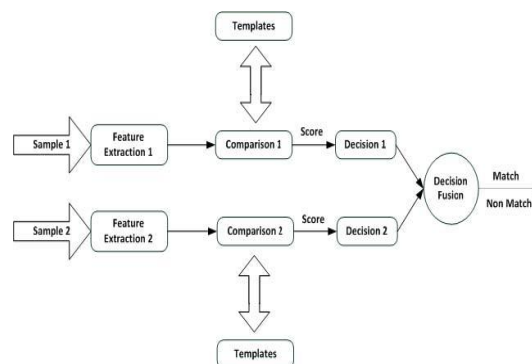 Templates
Sample 1
Feature
Extraction 1
Comparison 1
Score
Decision 1
Decision
Fusion
Match
Non Match
Sample 2
Feature
Extraction 2
Comparison 2
Score
Decision 2
Templates